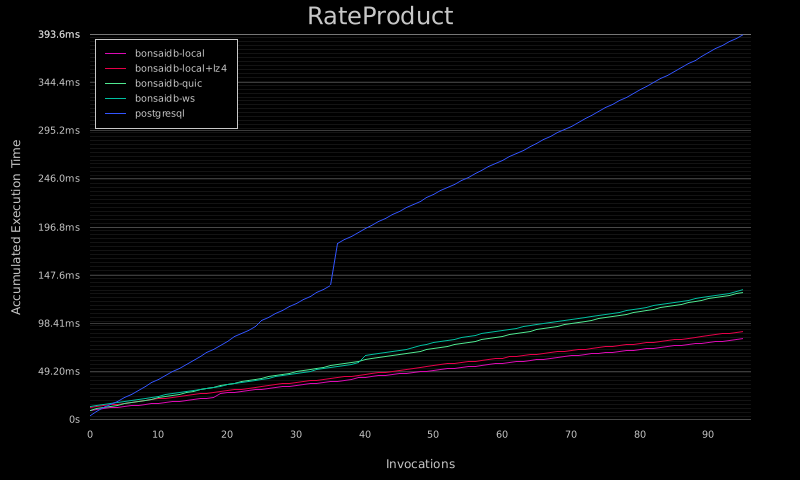 RateProduct
393.6ms
344.4ms
295.2ms
246.0ms
196.8ms
147.6ms
98.41ms
49.20ms
0s
Accumulated Execution Time
bonsaidb-local
bonsaidb-local+lz4
bonsaidb-quic
bonsaidb-ws
postgresql
0 10 20 30 40 50 60 70 80 90
Invocations